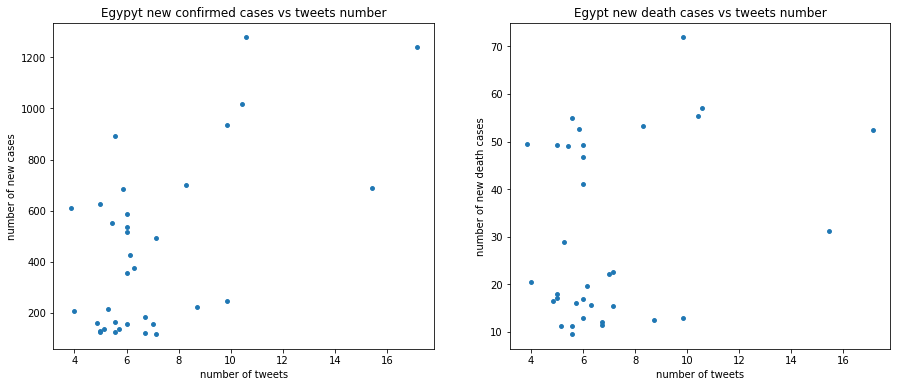 Egypyt new confirmed cases vs tweets number
number of new cases
1200
1000
800
600
400
200
4 6 8 10 12 14 16
number of tweets
Egypt new death cases vs tweets number
number of new death cases
70
60
50
40
30
20
10
4 6 8 10 12 14 16
number of tweets